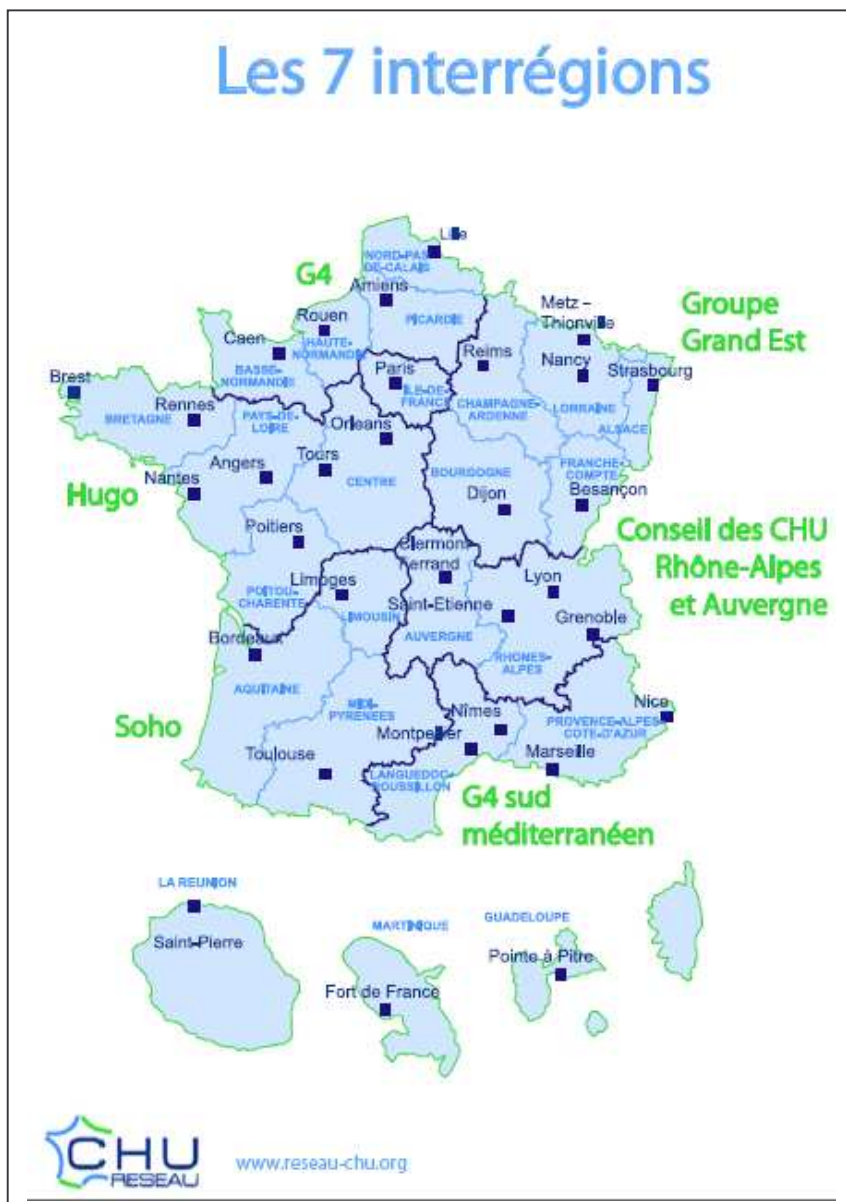 Les 7 interrégions
Lille
NORD-PAS
DE-CALAIS
G4
Amiens
PICARDIE
Rouen
HAUTE-
NORMANDIE
Caen
BASSE-
NORMANDIE
Metz –
Thionville
Groupe
Grand Est
Reims
Nancy
Strasbourg
Paris
ILE-DE-
FRANCE
CHAMPAGNE-
ARDENNE
LORRAINE
ALSACE
Brest
Rennes
BRETAGNE
PAYS-DE-
LOIRE
Orleans
Angers
Tours
CENTRE
Nantes
Hugo
BOURGOGNE
Dijon
FRANCHE-
COMPTE
Besançon
Poitiers
POITOU-
CHARENTE
Conseil des CHU
Rhône-Alpes
et Auvergne
Clermont
Ferrand
Limoges
LIMOUSIN
Lyon
Saint-Etienne
Grenoble
AUVERGNE
RHONES-
ALPES
Bordeaux
AQUITAINE
Soho
MIDI-
PYRENEES
Toulouse
Nîmes
Montpellier
LANGUEDOC-
ROUSSILLON
Nice
PROVENCE-ALPES-
COTE-D'AZUR
Marseille
G4 sud
méditerranéen
LA REUNION
Saint-Pierre
MARTINIQUE
Fort de France
GUADELOUPE
Pointe à Pitre
CHU
RESEAU
www.reseau-chu.org